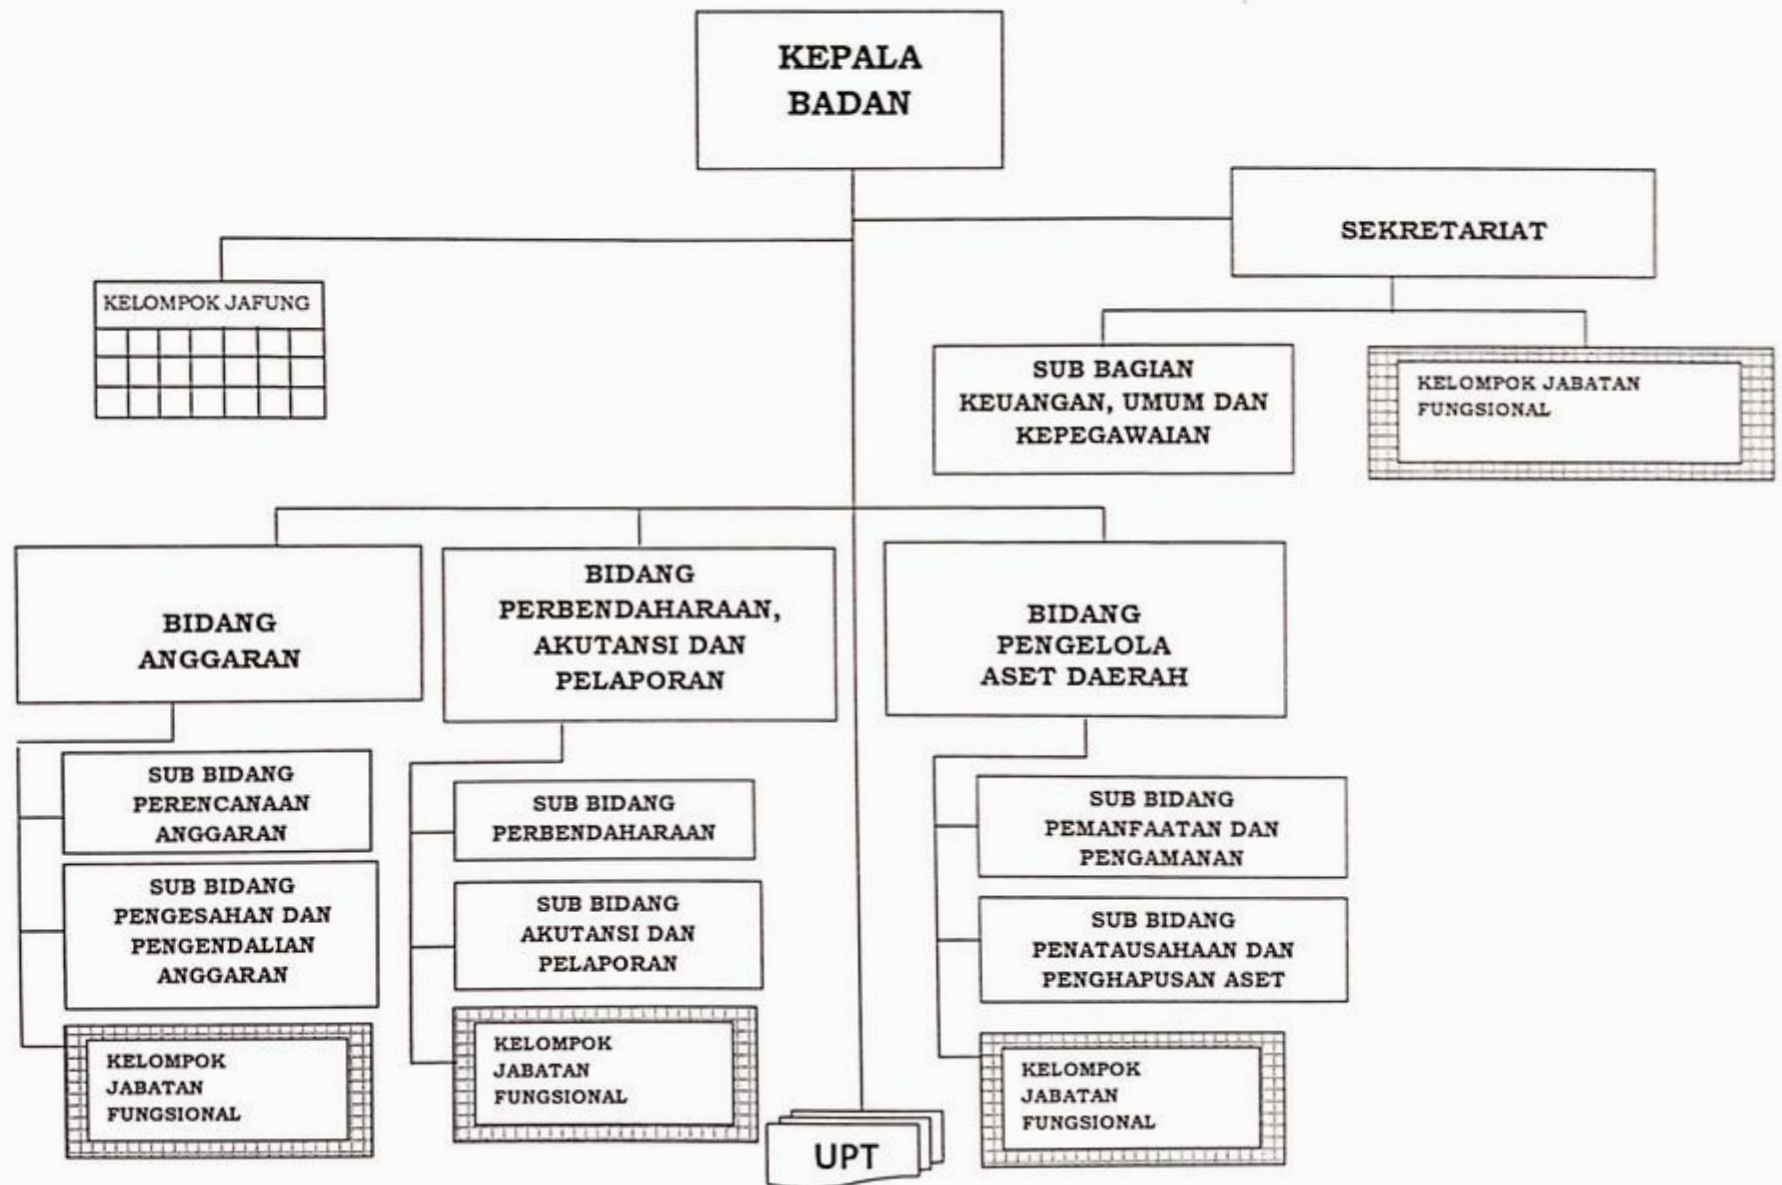 KEPALA
BADAN
SEKRETARIAT
KELOMPOK JAFUNG
SUB BAGIAN
KEUANGAN, UMUM DAN
KEPEGAWAIAN
KELOMPOK JABATAN
FUNGSIONAL
BIDANG
ANGGARAN
BIDANG
PERBENDAHARAAN,
AKUTANSI DAN
PELAPORAN
BIDANG
PENGELOLA
ASET DAERAH
SUB BIDANG
PERENCANAAN
ANGGARAN
SUB BIDANG
PENGESAHAN DAN
PENGENDALIAN
ANGGARAN
KELOMPOK
JABATAN
FUNGSIONAL
SUB BIDANG
PERBENDAHARAAN
SUB BIDANG
AKUTANSI DAN
PELAPORAN
KELOMPOK
JABATAN
FUNGSIONAL
SUB BIDANG
PEMANFAATAN DAN
PENGAMANAN
SUB BIDANG
PENATAUSAHAAN DAN
PENGHAPUSAN ASET
KELOMPOK
JABATAN
FUNGSIONAL
UPT